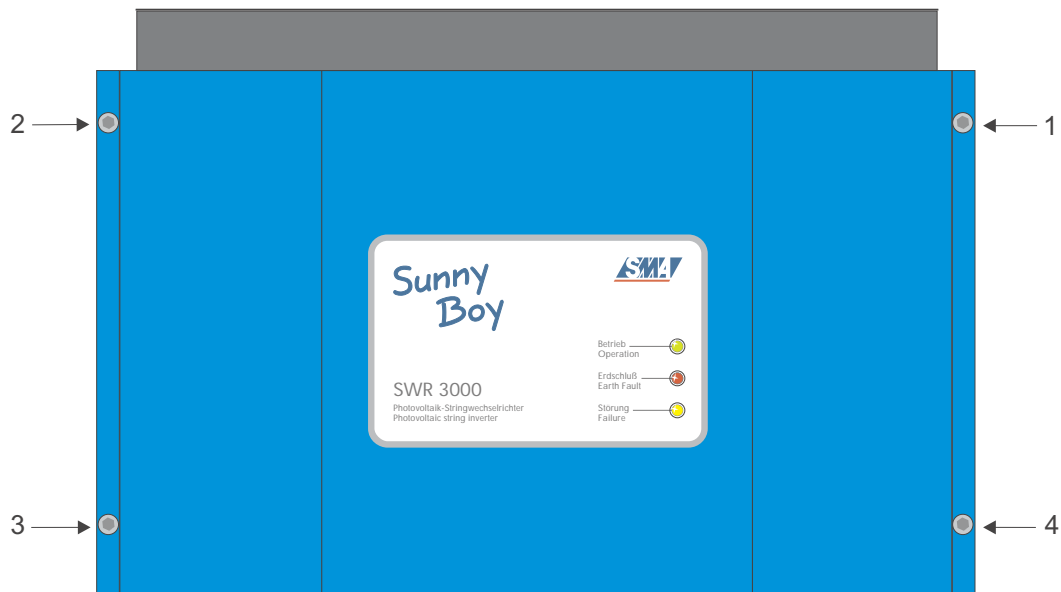 2
1
Sunny
Boy
SMA
Betrieb
Operation
Erdschluß
Earth Fault
SWR 3000
Photovoltaik-Stringwechselrichter
Photovoltaic string inverter
Störung
Failure
3
4